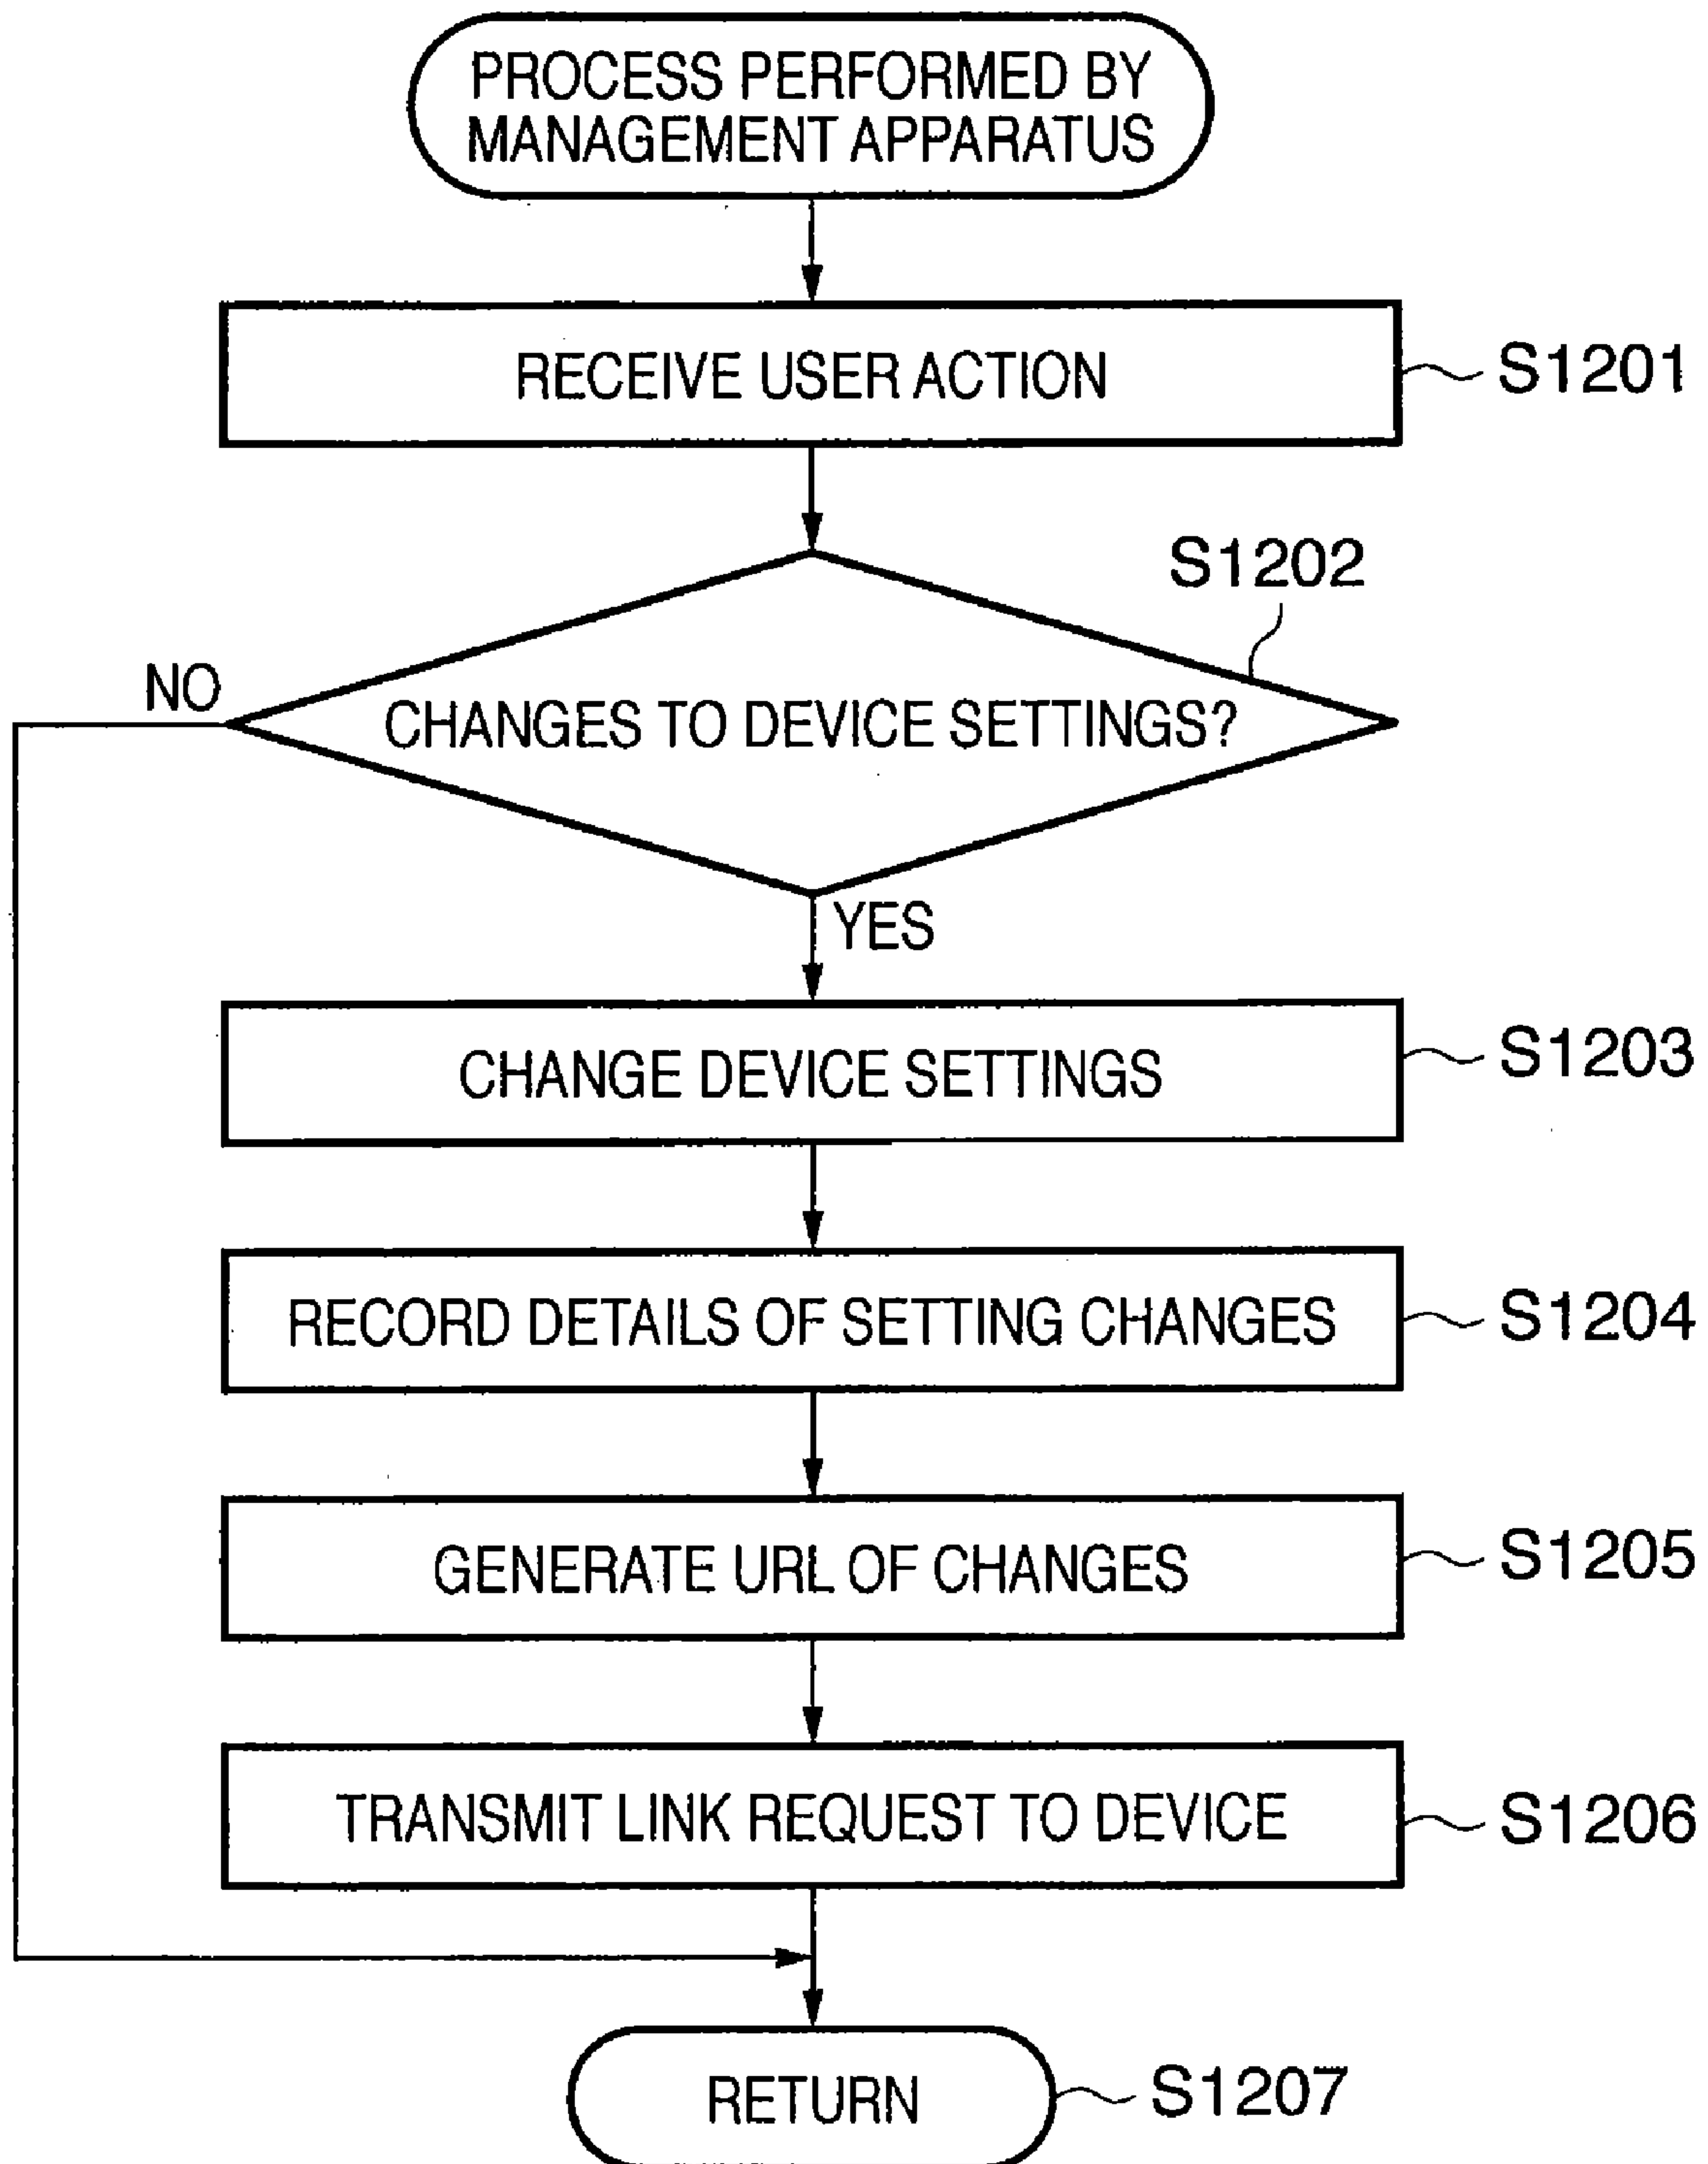 PROCESS PERFORMED BY
MANAGEMENT APPARATUS
RECEIVE USER ACTION
S1201
S1202
NO
CHANGES TO DEVICE SETTINGS?
YES
CHANGE DEVICE SETTINGS
S1203
RECORD DETAILS OF SETTING CHANGES
S1204
GENERATE URL OF CHANGES
S1205
TRANSMIT LINK REQUEST TO DEVICE
S1206
RETURN
S1207